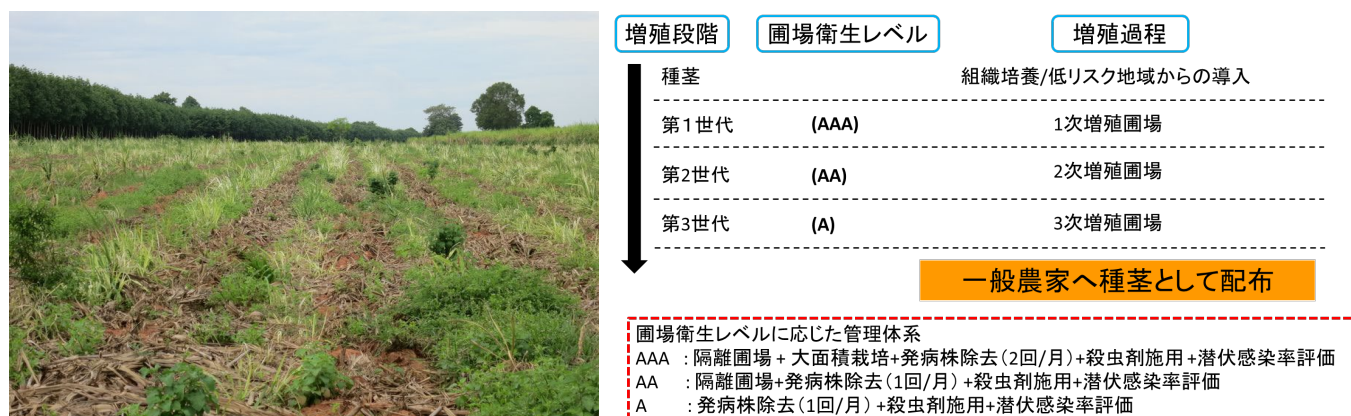 増殖段階 圃場衛生レベル 増殖過程
種茎 組織培養/低リスク地域からの導入
第1世代 (AAA) 1次増殖圃場
第2世代 (AA) 2次増殖圃場
第3世代 (A) 3次増殖圃場
一般農家へ種茎として配布
圃場衛生レベルに応じた管理体系
AAA :隔離圃場+大面積栽培+発病株除去(2回/月)+殺虫剤施用+潜伏感染率評価
AA :隔離圃場+発病株除去(1回/月)+殺虫剤施用+潜伏感染率評価
A :発病株除去(1回/月)+殺虫剤施用+潜伏感染率評価